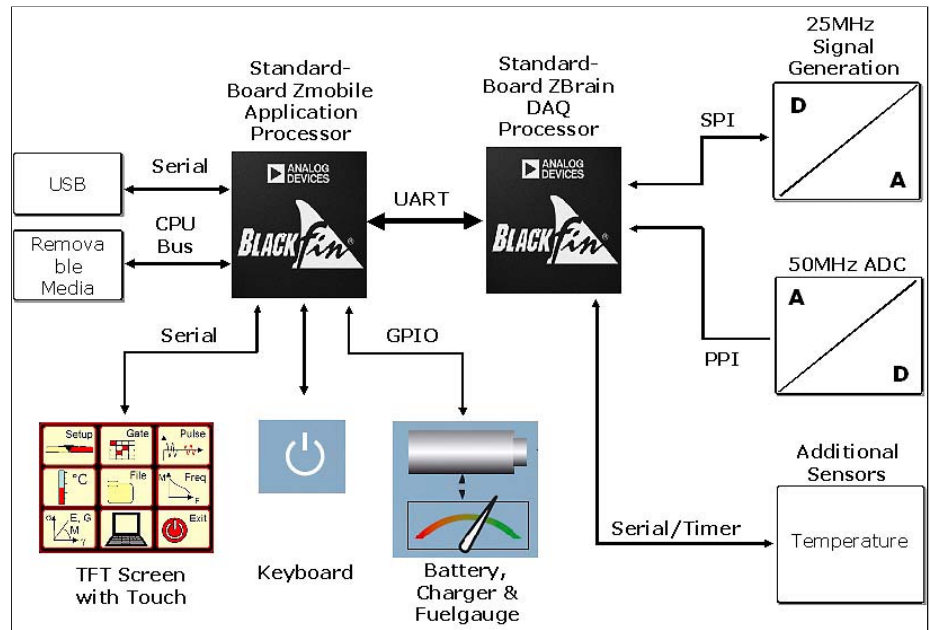 25MHz
Signal
Generation
Standard-
Board Zmobile
Application
Processor
Standard-
Board ZBrain
DAQ
Processor
D
A
SPI
USB
Serial
ANALOG
DEVICES
BLACKfin®
UART
ANALOG
DEVICES
BLACKfin®
CPU
Bus
Remova
ble
Media
50MHz ADC
A
D
PPI
Serial
GPIO
Setup
Gate
Pulse
°C
File
M
Freq
F
σ
E, G
M
γ
Exit
TFT Screen
with Touch
Keyboard
Battery,
Charger &
Fuelgauge
Serial/Timer
Additional
Sensors
Temperature